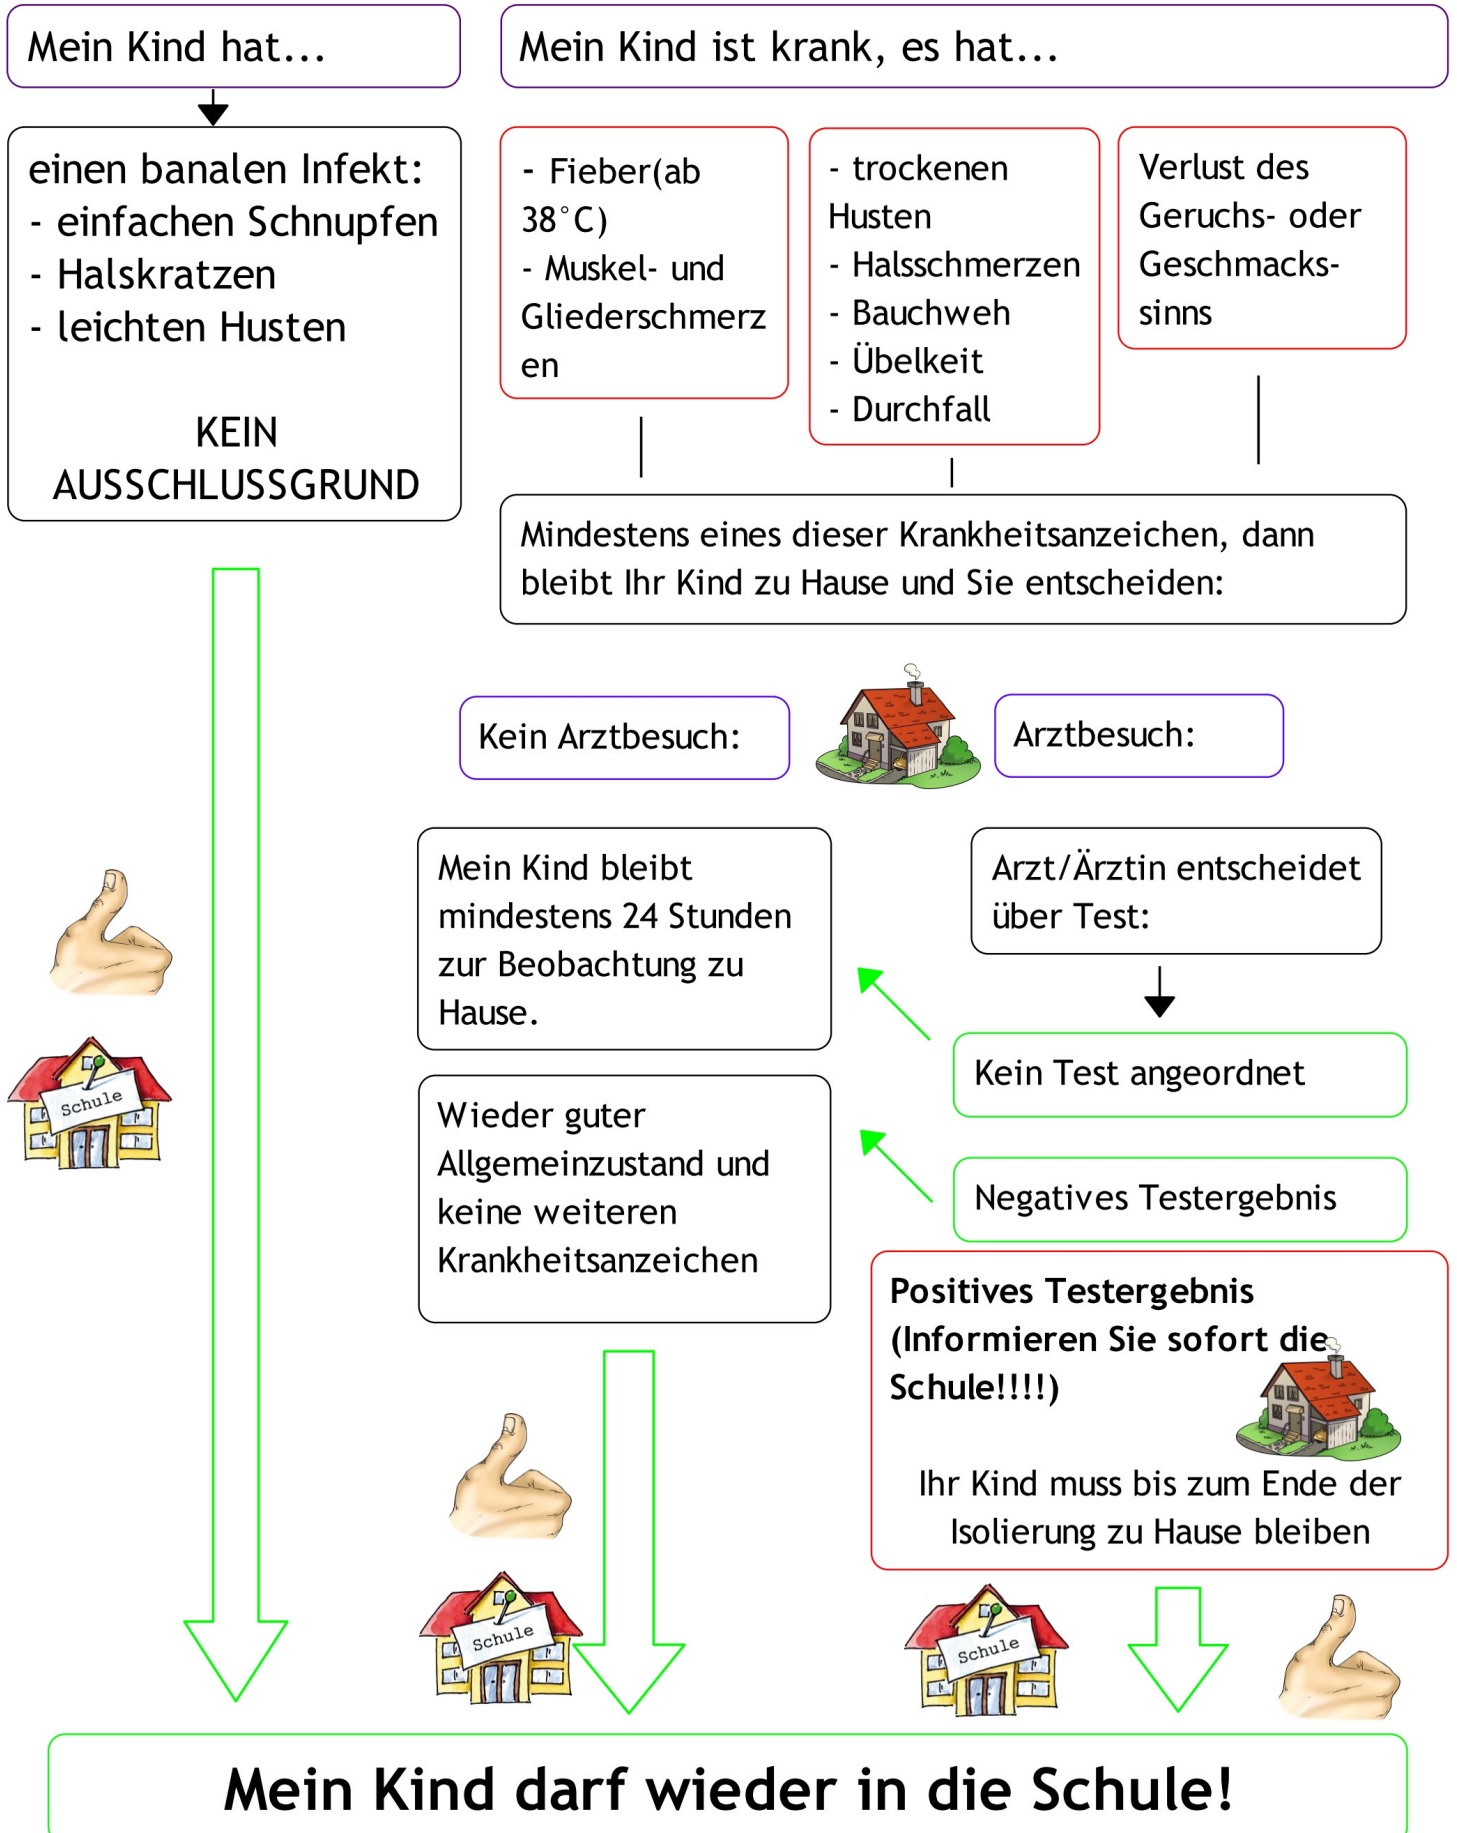 Mein Kind hat...
einen banalen Infekt:
- einfachen Schnupfen
- Halskratzen
- leichten Husten
KEIN
AUSSCHLUSSGRUND
Mein Kind ist krank, es hat...
- Fieber(ab
38°C)
- Muskel- und
Gliederschmerz
en
- trockenen
Husten
- Halsschmerzen
- Bauchweh
- Übelkeit
- Durchfall
Verlust des
Geruchs- oder
Geschmacks-
sinns
Mindestens eines dieser Krankheitsanzeichen, dann
bleibt Ihr Kind zu Hause und Sie entscheiden:
Kein Arztbesuch:
Arztbesuch:
Mein Kind bleibt
mindestens 24 Stunden
zur Beobachtung zu
Hause.
Arzt/Ärztin entscheidet
über Test:
Kein Test angeordnet
Schule
Wieder guter
Allgemeinzustand und
keine weiteren
Krankheitsanzeichen
Negatives Testergebnis
Positives Testergebnis
(Informieren Sie sofort die
Schule!!!!)
Ihr Kind muss bis zum Ende der
Isolierung zu Hause bleiben
Schule
Schule
Mein Kind darf wieder in die Schule!